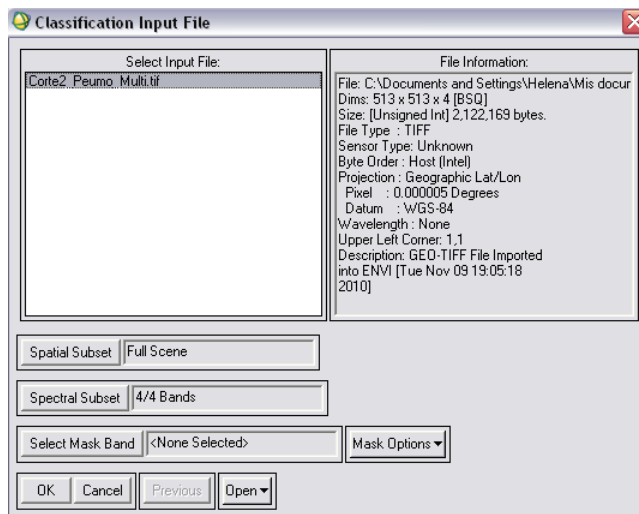 Classification Input File
Select Input File:
Corte2_Peumo_Multi.tif
File Information:
File: C:\Documents and Settings\Helena\Mis docur
Dims: 513 x 513 x 4 [BSQ]
Size: [Unsigned Int] 2,122,169 bytes.
File Type : TIFF
Sensor Type: Unknown
Byte Order : Host (Intel)
Projection : Geographic Lat/Lon
Pixel : 0.000005 Degrees
Datum : WGS-84
Wavelength : None
Upper Left Corner: 1,1
Description: GEO-TIFF File Imported
into ENVI [Tue Nov 09 19:05:18
2010]
Spatial Subset Full Scene
Spectral Subset 4/4 Bands
Select Mask Band <None Selected> Mask Options
OK Cancel Previous Open